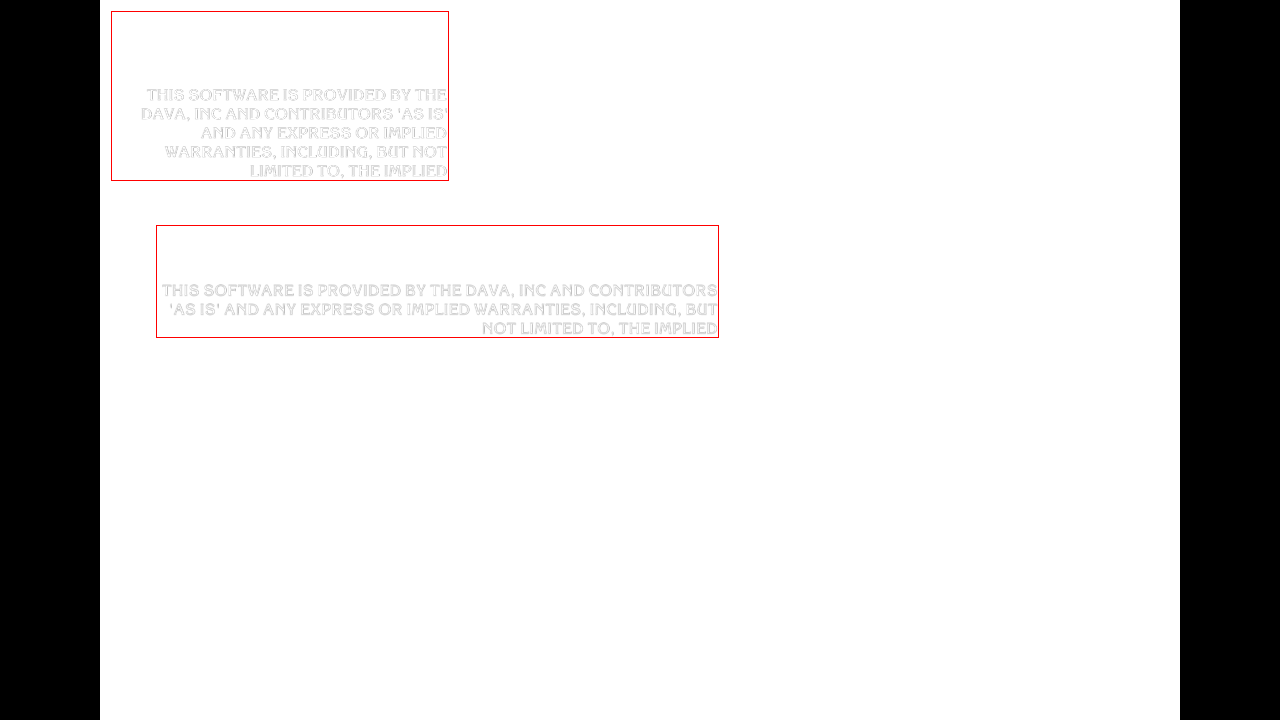 THIS SOFTWARE IS PROVIDED BY THE
DAVA, INC AND CONTRIBUTORS 'AS IS'
AND ANY EXPRESS OR IMPLIED
WARRANTIES, INCLUDING, BUT NOT
LIMITED TO, THE IMPLIED
THIS SOFTWARE IS PROVIDED BY THE DAVA, INC AND CONTRIBUTORS
'AS IS' AND ANY EXPRESS OR IMPLIED WARRANTIES, INCLUDING, BUT
NOT LIMITED TO, THE IMPLIED